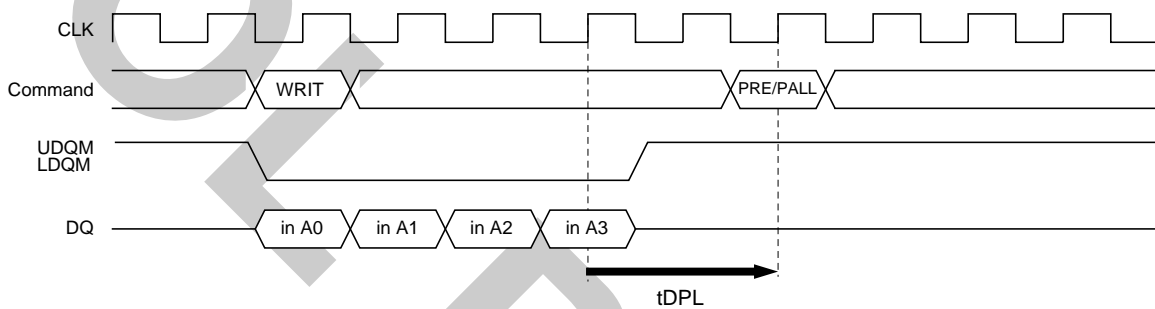 CLK
Command
WRIT
PRE/PALL
UDQM
LDQM
DQ
in A0
in A1
in A2
in A3
tDPL